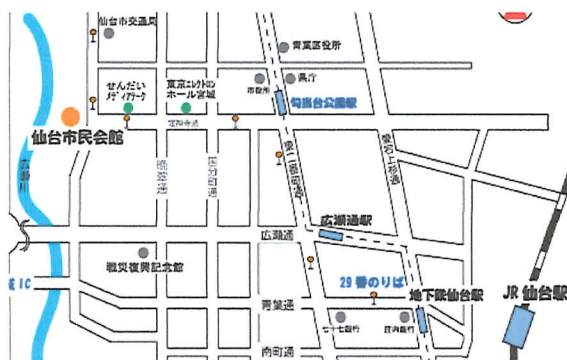 仙台市交通局
青葉区役所
せんだい
メディアテーク
東京エレクトロン
ホール宮城
市役所
県庁
勾当台公園駅
仙台市民会館
定禅寺通
広瀬川
晩翠通
国分町通
東二番町通
愛宕上杉通
広瀬通駅
広瀬通
戦災復興記念館
IC
29番のりば
地下鉄仙台駅
JR仙台駅
青葉通
七十七銀行
庄内銀行
南町通